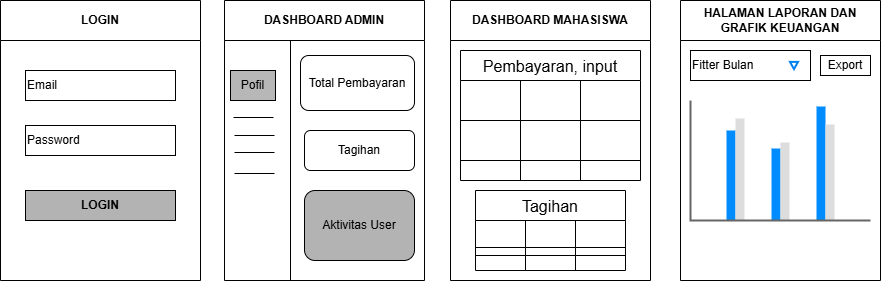 LOGIN
Email
Password
LOGIN
DASHBOARD ADMIN
Pofil
Total Pembayaran
Tagihan
Aktivitas User
DASHBOARD MAHASISWA
Pembayaran, input
Tagihan
HALAMAN LAPORAN DAN
GRAFIK KEUANGAN
Fitter Bulan
Export